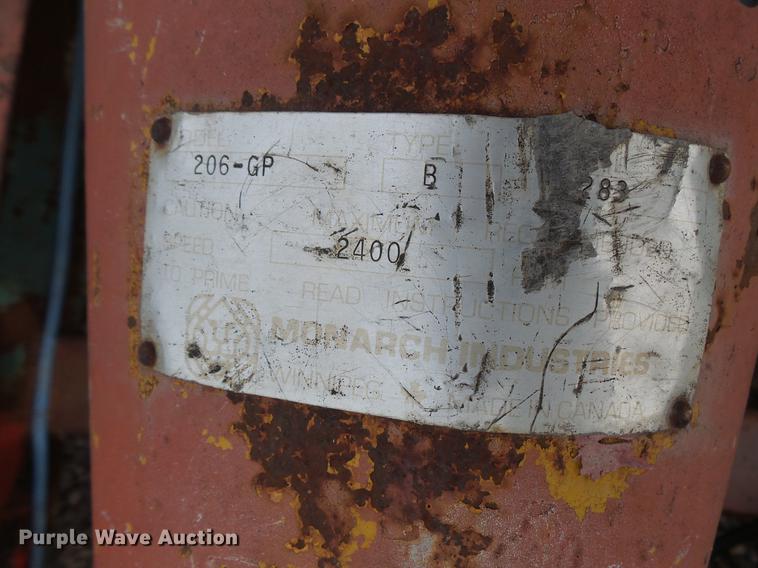 MODEL TYPE
206-GP B 283
CAUTION MAXIMUM
SPEED 2400
TO PRIME READ INSTRUCTIONS PROVIDED
MONARCH INDUSTRIES
WINNIPEG MADE IN CANADA
Purple Wave Auction